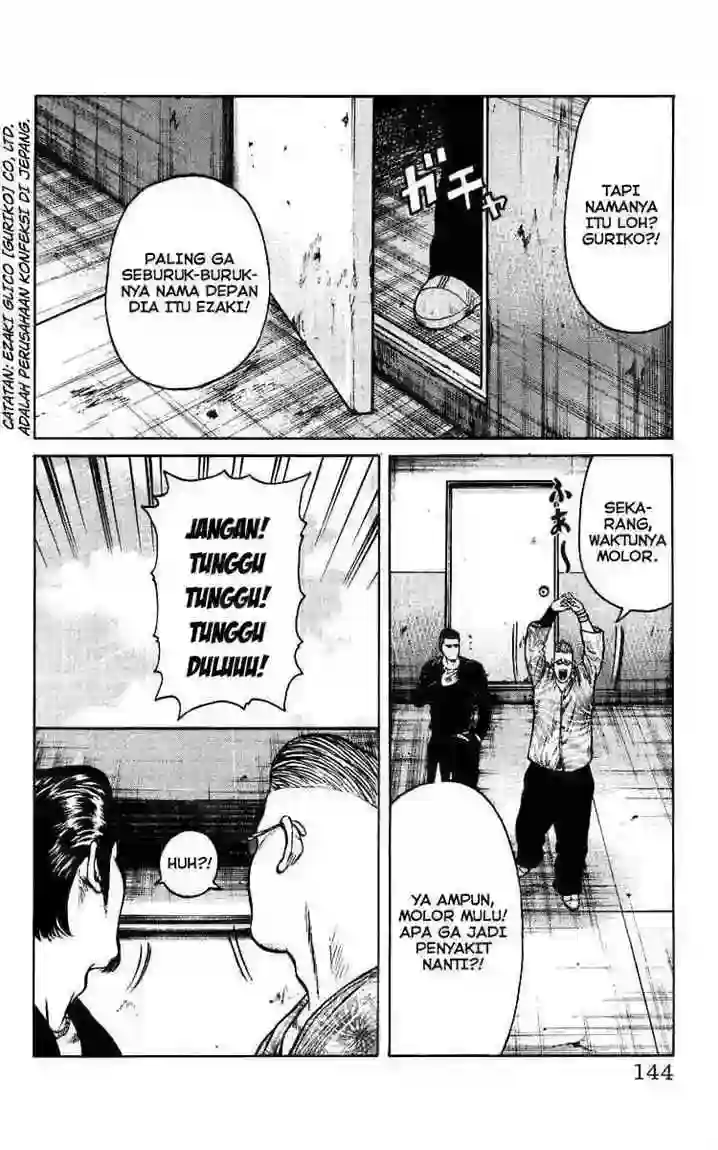 TAPI
NAMANYA
ITU LOH?
GURIKO?!
ガチャ
PALING GA
SEBURUK-BURUK-
NYA NAMA DEPAN
DIA ITU EZAKI!
CATATAN: EZAKI GLICO [GURIKO] CO, LTD.
ADALAH PERUSAHAAN KONFEKSI DI JEPANG.
SEKA-
RANG,
WAKTUNYA
MOLOR.
ふぁ~
YA AMPUN,
MOLOR MULU!
APA GA JADI
PENYAKIT
NANTI?!
JANGAN!
TUNGGU
TUNGGU!
TUNGGU
DULUUU!
HUH?!
144